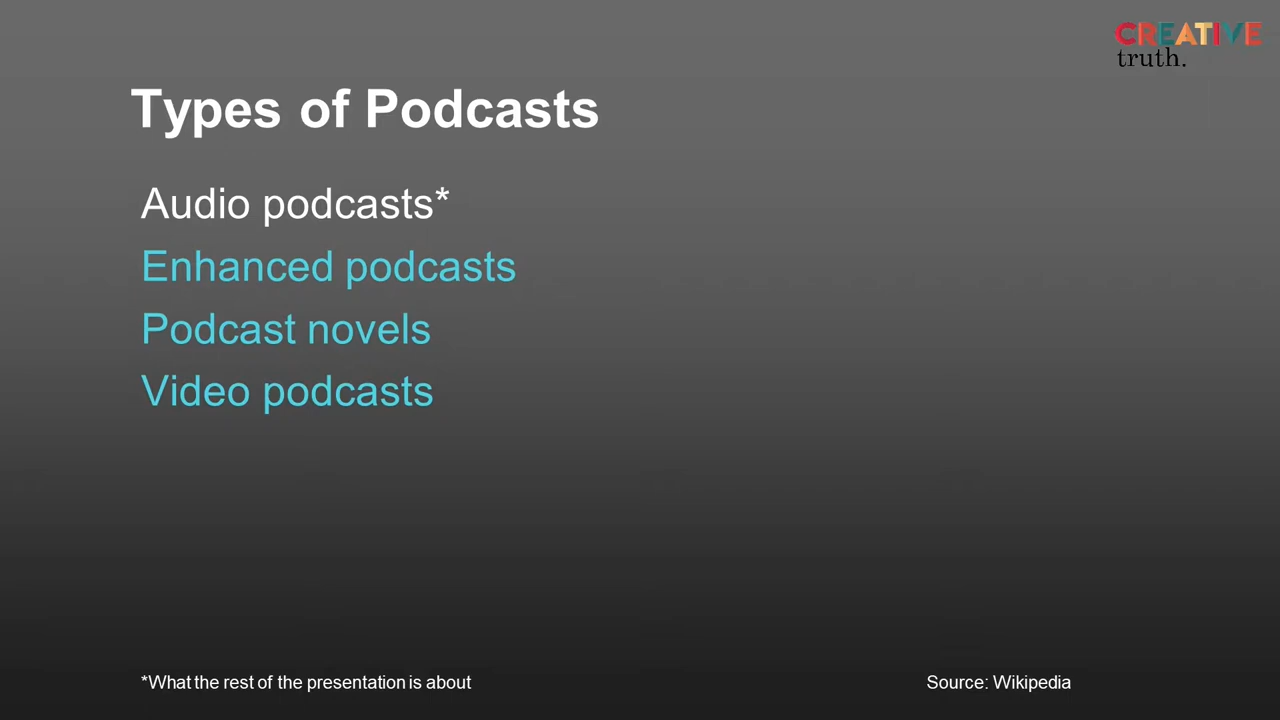 CREATIVE
truth.
Types of Podcasts
Audio podcasts*
Enhanced podcasts
Podcast novels
Video podcasts
*What the rest of the presentation is about
Source: Wikipedia